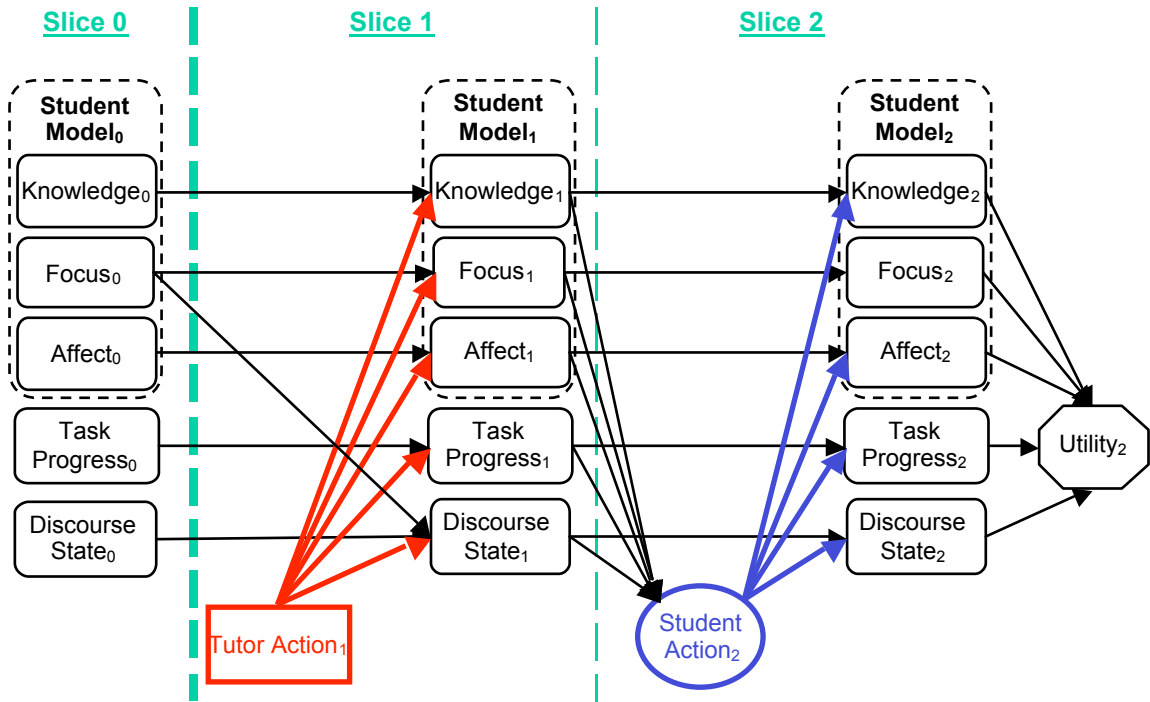 Slice 0
Slice 1
Slice 2
Student
Model₀
Student
Model₁
Student
Model₂
Knowledge₀
Knowledge₁
Knowledge₂
Focus₀
Focus₁
Focus₂
Affect₀
Affect₁
Affect₂
Task
Progress₀
Task
Progress₁
Task
Progress₂
Utility₂
Discourse
State₀
Discourse
State₁
Discourse
State₂
Tutor Action₁
Student
Action₂